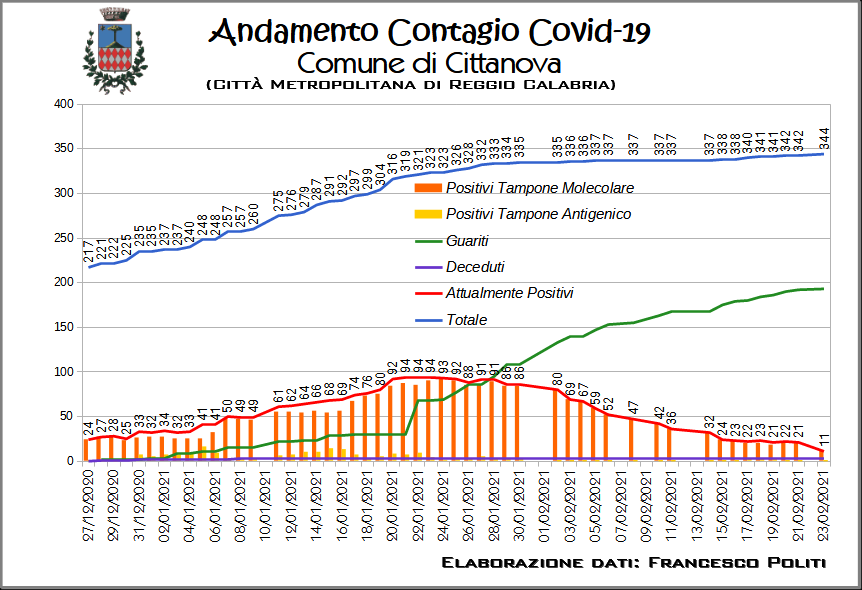 Andamento Contagio Covid-19
Comune di Cittanova
(Città Metropolitana di Reggio Calabria)
400
350
300
250
200
150
100
50
0
217 221 222 225 235 235 237 237 240 248 248 257 257 260 275 276 279 287 291 292 297 299 304 316 319 321 323 323 326 328 332 333 334 335 335 336 336 337 337 337 337 337 337 338 338 340 341 341 342 342 344
Positivi Tampone Molecolare
Positivi Tampone Antigenico
Guariti
Deceduti
Attualmente Positivi
Totale
24 27 28 25 33 32 34 32 33 41 41 50 49 49 61 62 64 66 68 69 74 76 80 92 94 94 94 93 92 88 91 91 86 86 80 69 67 59 52 47 42 36 32 24 23 22 23 21 22 21 11
27/12/2020 29/12/2020 31/12/2020 02/01/2021 04/01/2021 06/01/2021 08/01/2021 10/01/2021 12/01/2021 14/01/2021 16/01/2021 18/01/2021 20/01/2021 22/01/2021 24/01/2021 26/01/2021 28/01/2021 30/01/2021 01/02/2021 03/02/2021 05/02/2021 07/02/2021 09/02/2021 11/02/2021 13/02/2021 15/02/2021 17/02/2021 19/02/2021 21/02/2021 23/02/2021
Elaborazione dati: Francesco Politi